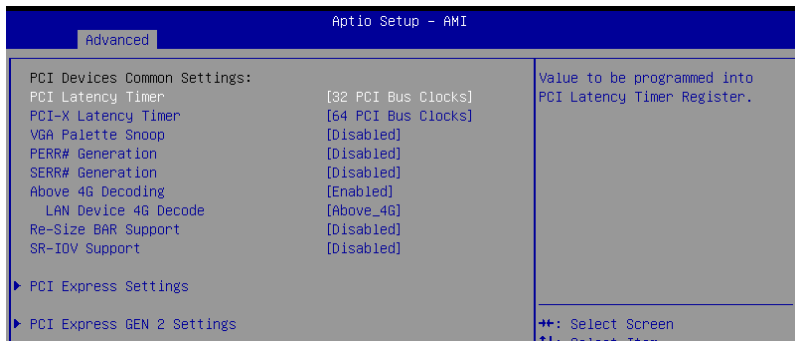 Aptio Setup – AMI
Advanced
PCI Devices Common Settings:
PCI Latency Timer [32 PCI Bus Clocks]
PCI-X Latency Timer [64 PCI Bus Clocks]
VGA Palette Snoop [Disabled]
PERR# Generation [Disabled]
SERR# Generation [Disabled]
Above 4G Decoding [Enabled]
LAN Device 4G Decode [Above_4G]
Re-Size BAR Support [Disabled]
SR-IOV Support [Disabled]
PCI Express Settings
PCI Express GEN 2 Settings
Value to be programmed into
PCI Latency Timer Register.
→←: Select Screen
↑↓: Select Item